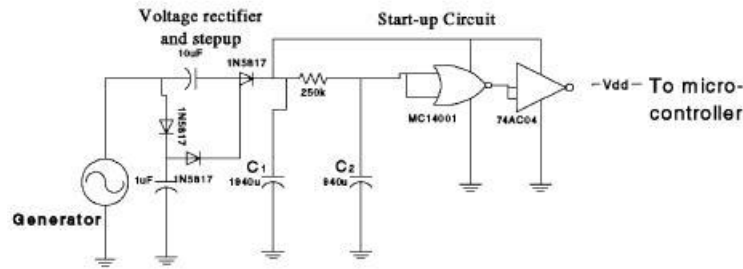 Voltage rectifier
and stepup
Start-up Circuit
10uF
1N5817
250k
MC14001
74AC04
Vdd
To micro-
controller
1N5817
1uF
1N5817
C1
1940u
C2
940u
Generator